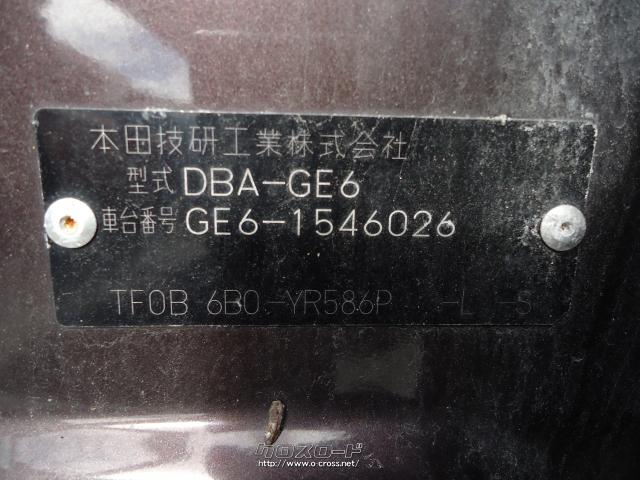 本田技研工業株式会社
型式 DBA-GE6
車台番号 GE6-1546026
TF0B 6B0-YR586P -L -S
クロスロード
http://www.o-cross.net/